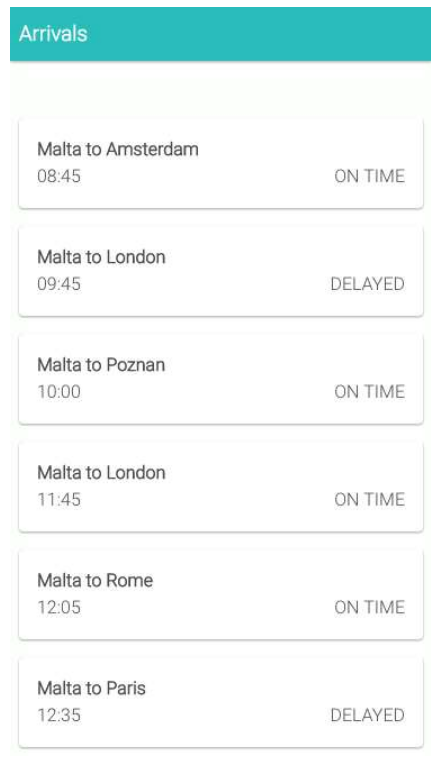 Arrivals
Malta to Amsterdam
08:45 ON TIME
Malta to London
09:45 DELAYED
Malta to Poznan
10:00 ON TIME
Malta to London
11:45 ON TIME
Malta to Rome
12:05 ON TIME
Malta to Paris
12:35 DELAYED